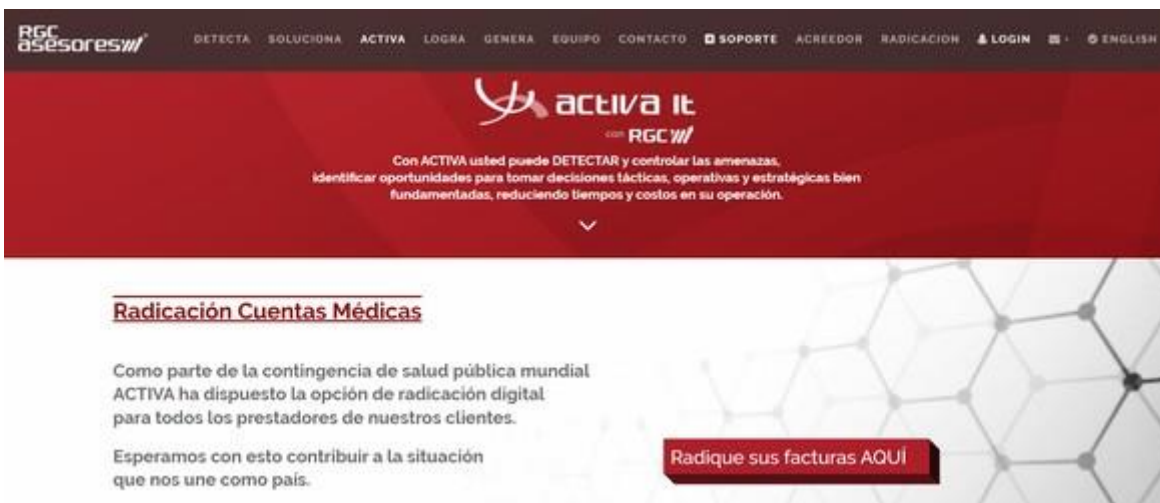 RGC
asesores
DETECTA SOLUCIONA ACTIVA LOGRA GENERA EQUIPO CONTACTO SOPORTE ACREEDOR RADICACION LOGIN ENGLISH
activa it
con RGC
Con ACTIVA usted puede DETECTAR y controlar las amenazas,
identificar oportunidades para tomar decisiones tácticas, operativas y estratégicas bien
fundamentadas, reduciendo tiempos y costos en su operación.
Radicación Cuentas Médicas
Como parte de la contingencia de salud pública mundial
ACTIVA ha dispuesto la opción de radicación digital
para todos los prestadores de nuestros clientes.
Esperamos con esto contribuir a la situación
que nos une como país.
Radique sus facturas AQUÍ